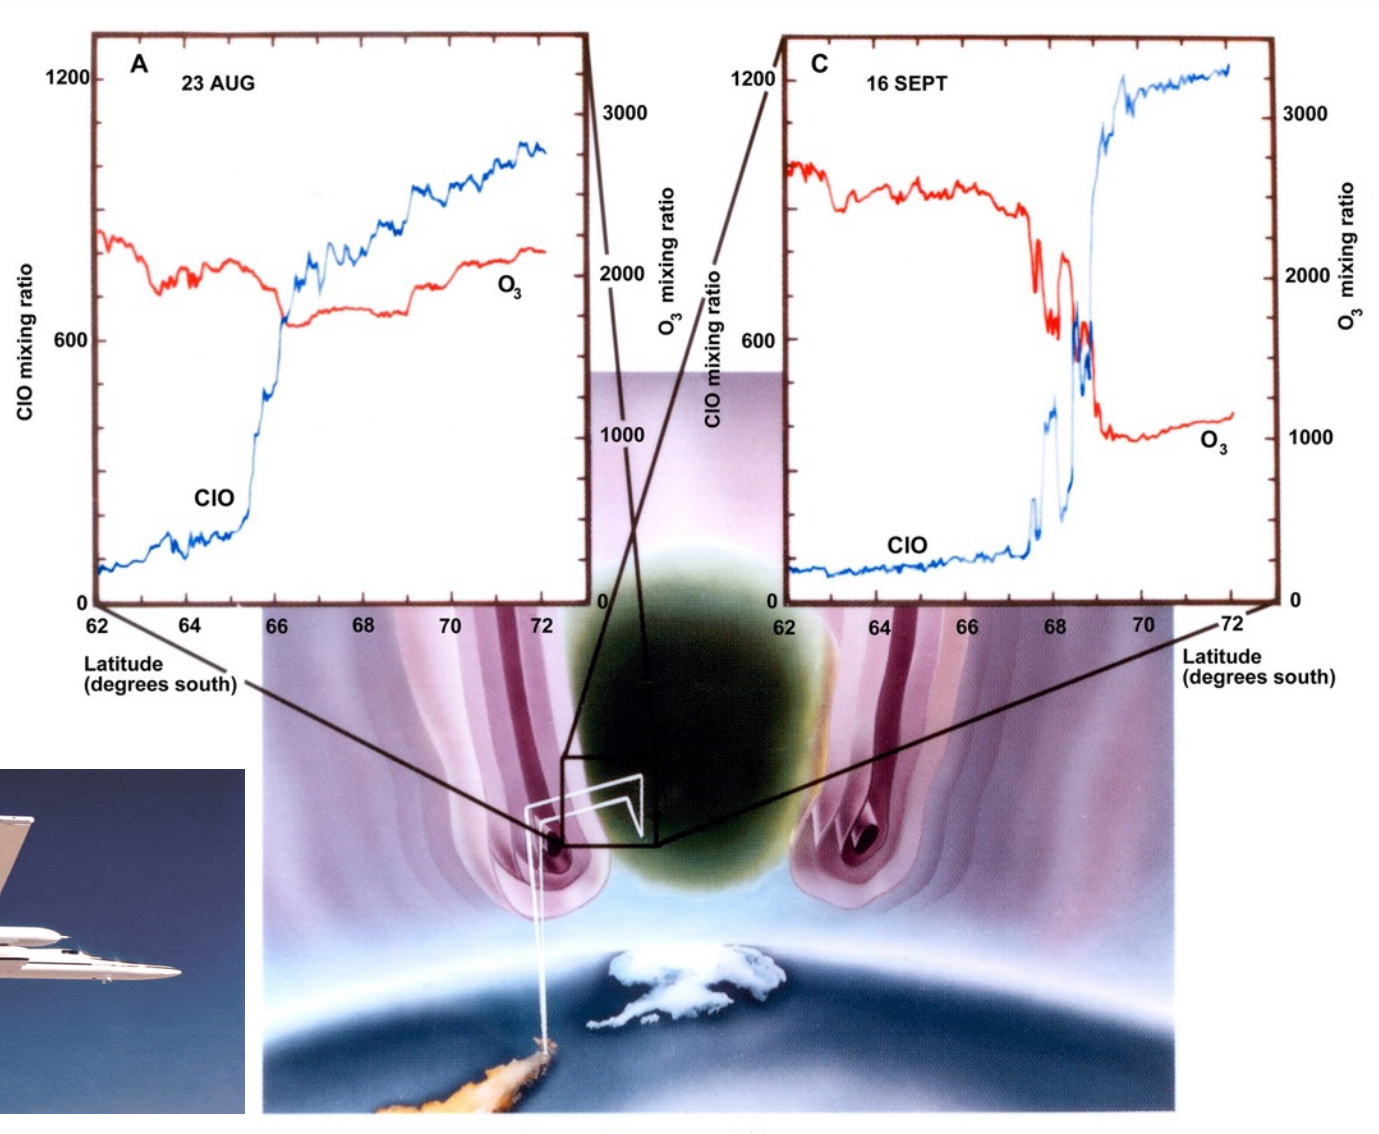 A
23 AUG
1200
600
0
ClO mixing ratio
ClO
O3
3000
2000
1000
0
O3 mixing ratio
62 64 66 68 70 72
Latitude
(degrees south)
C
16 SEPT
1200
600
0
ClO mixing ratio
ClO
O3
3000
2000
1000
0
O3 mixing ratio
62 64 66 68 70 72
Latitude
(degrees south)